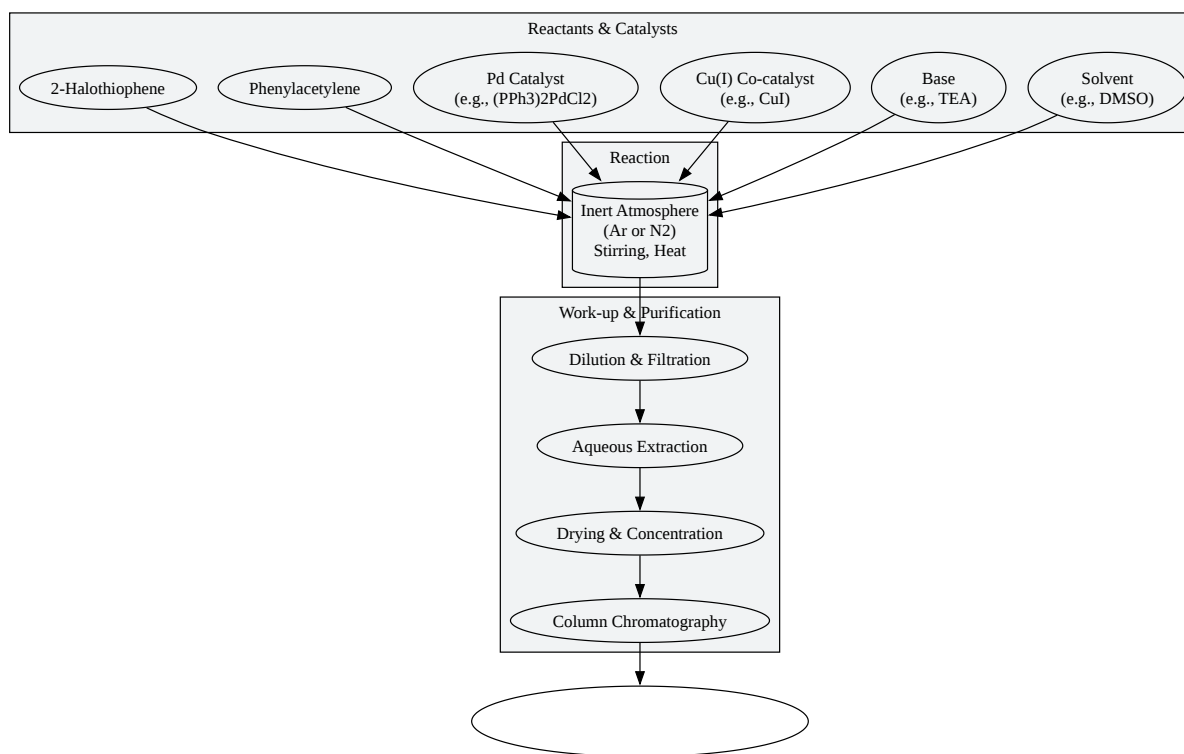 Reactants & Catalysts
2-Halothiophene
Phenylacetylene
Pd Catalyst
(e.g., (PPh3)2PdCl2)
Cu(I) Co-catalyst
(e.g., CuI)
Base
(e.g., TEA)
Solvent
(e.g., DMSO)
Reaction
Inert Atmosphere
(Ar or N2)
Stirring, Heat
Work-up & Purification
Dilution & Filtration
Aqueous Extraction
Drying & Concentration
Column Chromatography